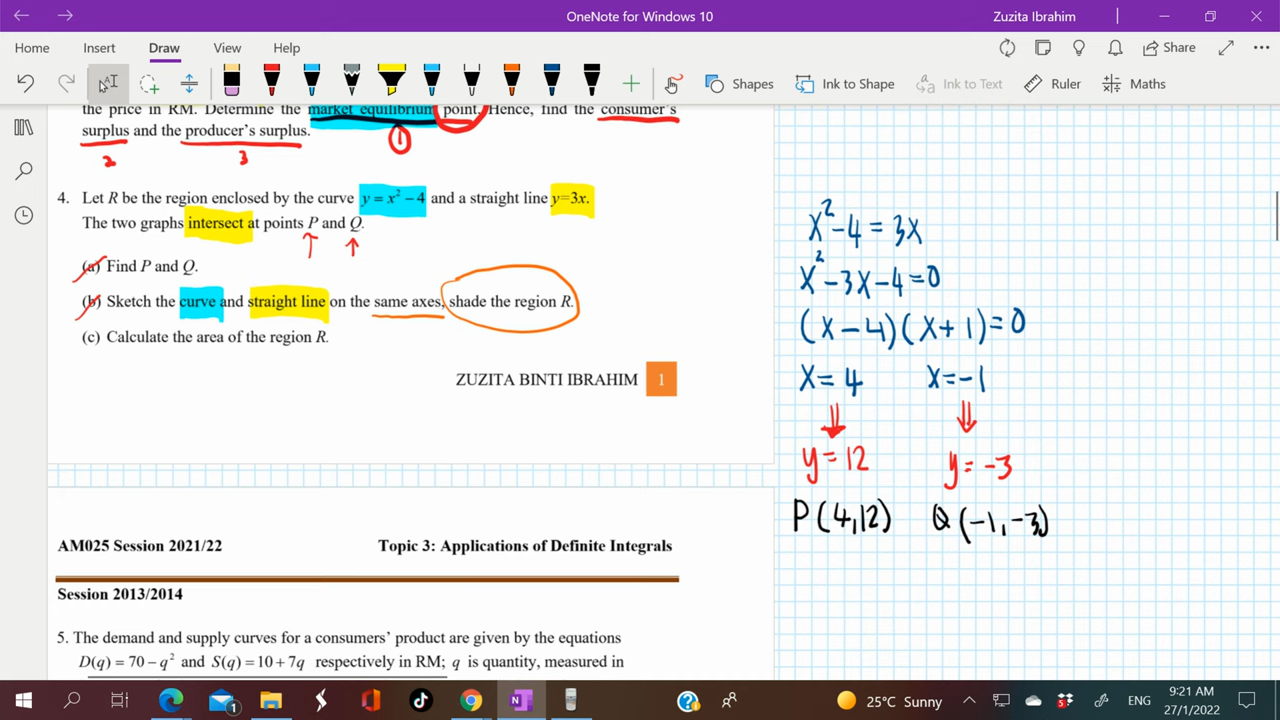 OneNote for Windows 10
Zuzita Ibrahim
Home Insert Draw View Help
Share
Shapes Ink to Shape Ink to Text Ruler Maths
the price in RM. Determine the market equilibrium point. Hence, find the consumer's
surplus and the producer's surplus.
1
2 3
4. Let R be the region enclosed by the curve y = x² − 4 and a straight line y=3x.
The two graphs intersect at points P and Q.
(a) Find P and Q.
(b) Sketch the curve and straight line on the same axes, shade the region R.
(c) Calculate the area of the region R.
ZUZITA BINTI IBRAHIM 1
AM025 Session 2021/22 Topic 3: Applications of Definite Integrals
Session 2013/2014
5. The demand and supply curves for a consumers' product are given by the equations
D(q) = 70 − q² and S(q) = 10 + 7q respectively in RM; q is quantity, measured in
x² − 4 = 3x
x² − 3x − 4 = 0
(x − 4)(x + 1) = 0
x = 4 x = −1
y = 12 y = −3
P(4,12) Q(−1,−3)
1
5
25°C Sunny
ENG
9:21 AM
27/1/2022